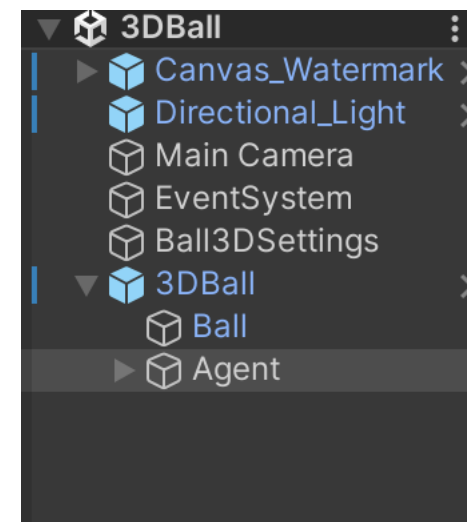 3DBall
Canvas_Watermark
Directional_Light
Main Camera
EventSystem
Ball3DSettings
3DBall
Ball
Agent